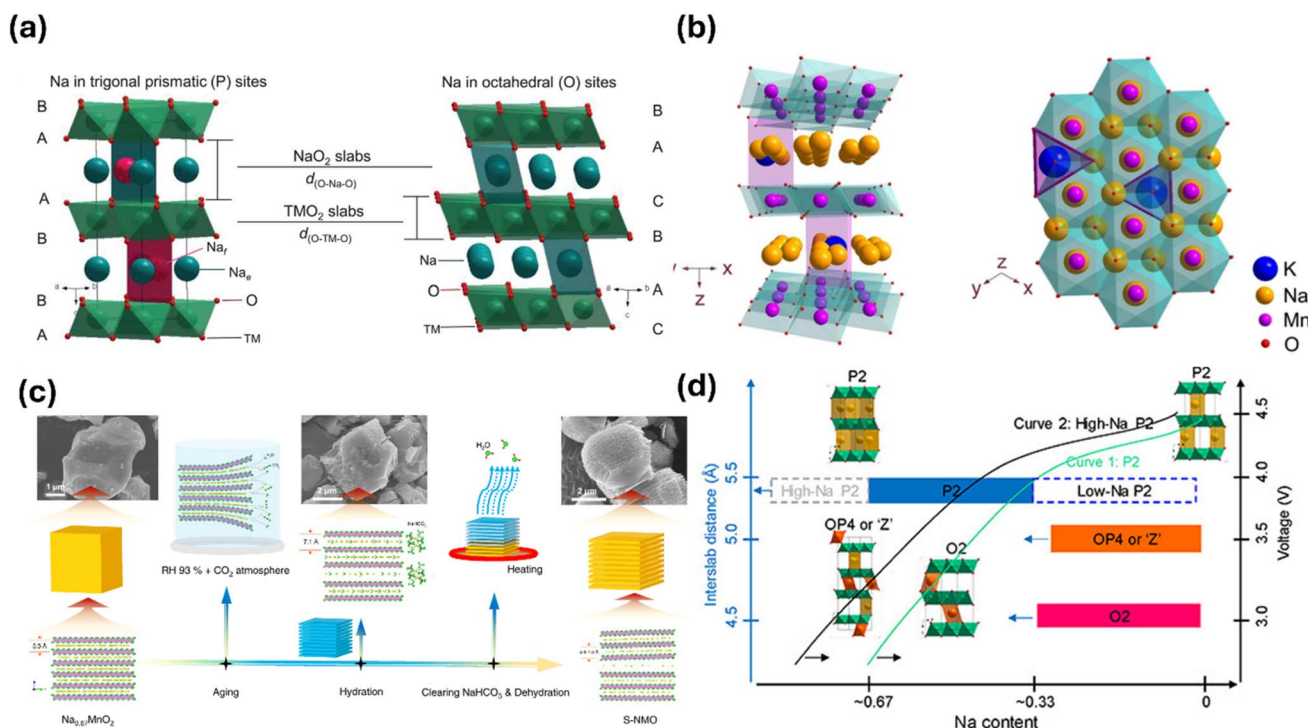 (a)
Na in trigonal prismatic (P) sites
Na in octahedral (O) sites
B
A
A
B
B
A
NaO₂ slabs
d(O-Na-O)
TMO₂ slabs
d(O-TM-O)
Naf
Nae
O
TM
a
b
c
B
A
C
B
A
C
Na
O
TM
a
b
c
(b)
x
z
z
y
x
K
Na
Mn
O
(c)
1 μm
2 μm
2 μm
H₂O
NaHCO₃
7.1 Å
RH 93 % + CO₂ atmosphere
Heating
5.5 Å
Aging
Hydration
Clearing NaHCO₃ & Dehydration
Na₀.₆₇MnO₂
S-NMO
(d)
P2
P2
Curve 2: High-Na P2
Curve 1: P2
High-Na P2
P2
Low-Na P2
OP4 or ‘Z’
OP4 or ‘Z’
O2
O2
Interslab distance (Å)
5.5
5.0
4.5
Voltage (V)
4.5
4.0
3.5
3.0
~0.67
~0.33
0
Na content